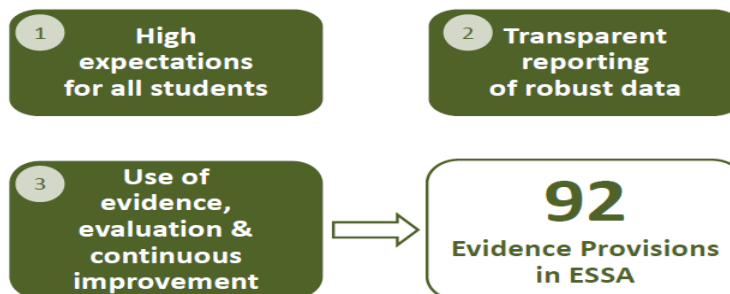 1
High
expectations
for all students
2
Transparent
reporting
of robust data
3
Use of
evidence,
evaluation &
continuous
improvement
92
Evidence Provisions
in ESSA